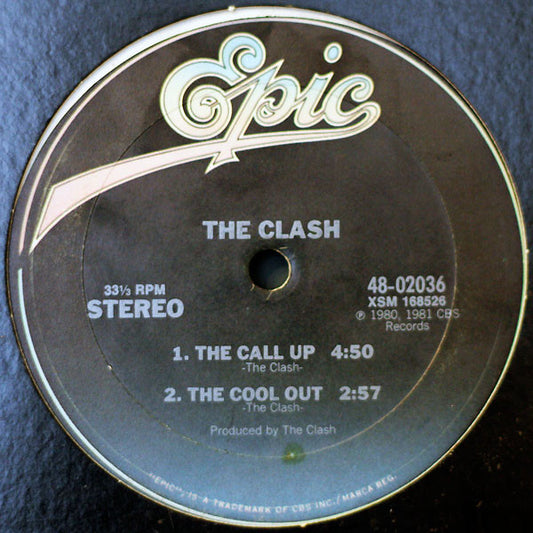 Epic
THE CLASH
33⅓ RPM
STEREO
48-02036
XSM 168526
℗ 1980, 1981 CBS
Records
1. THE CALL UP 4:50
-The Clash-
2. THE COOL OUT 2:57
-The Clash-
Produced by The Clash
"EPIC", IS A TRADEMARK OF CBS INC./MARCA REG.